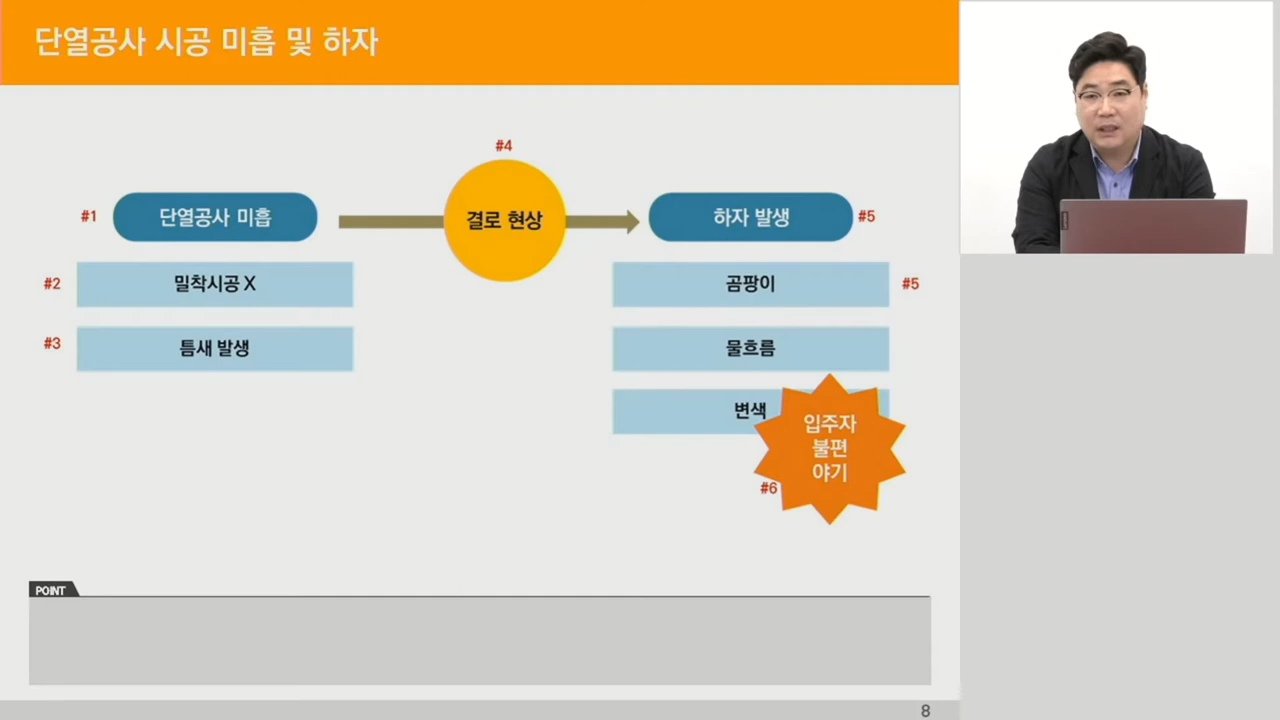 단열공사 시공 미흡 및 하자
#4
#1 단열공사 미흡
결로 현상
하자 발생 #5
#2 밀착시공 X
곰팡이 #5
#3 틈새 발생
물흐름
변색
입주자
불편
야기
#6
POINT
8